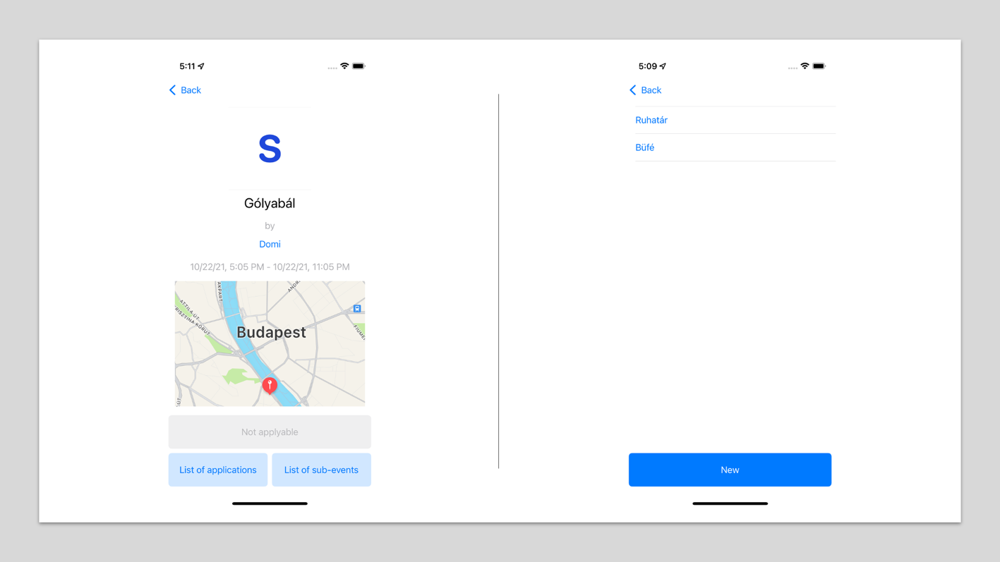 5:11
Back
S
Gólyabál
by
Domi
10/22/21, 5:05 PM - 10/22/21, 11:05 PM
AKPART
ANDR
ATTILA ÚT
KRISZTINA KÖRÚT
Budapest
FIUME
ÚT
Not applyable
List of applications
List of sub-events
5:09
Back
Ruhatár
Büfé
New